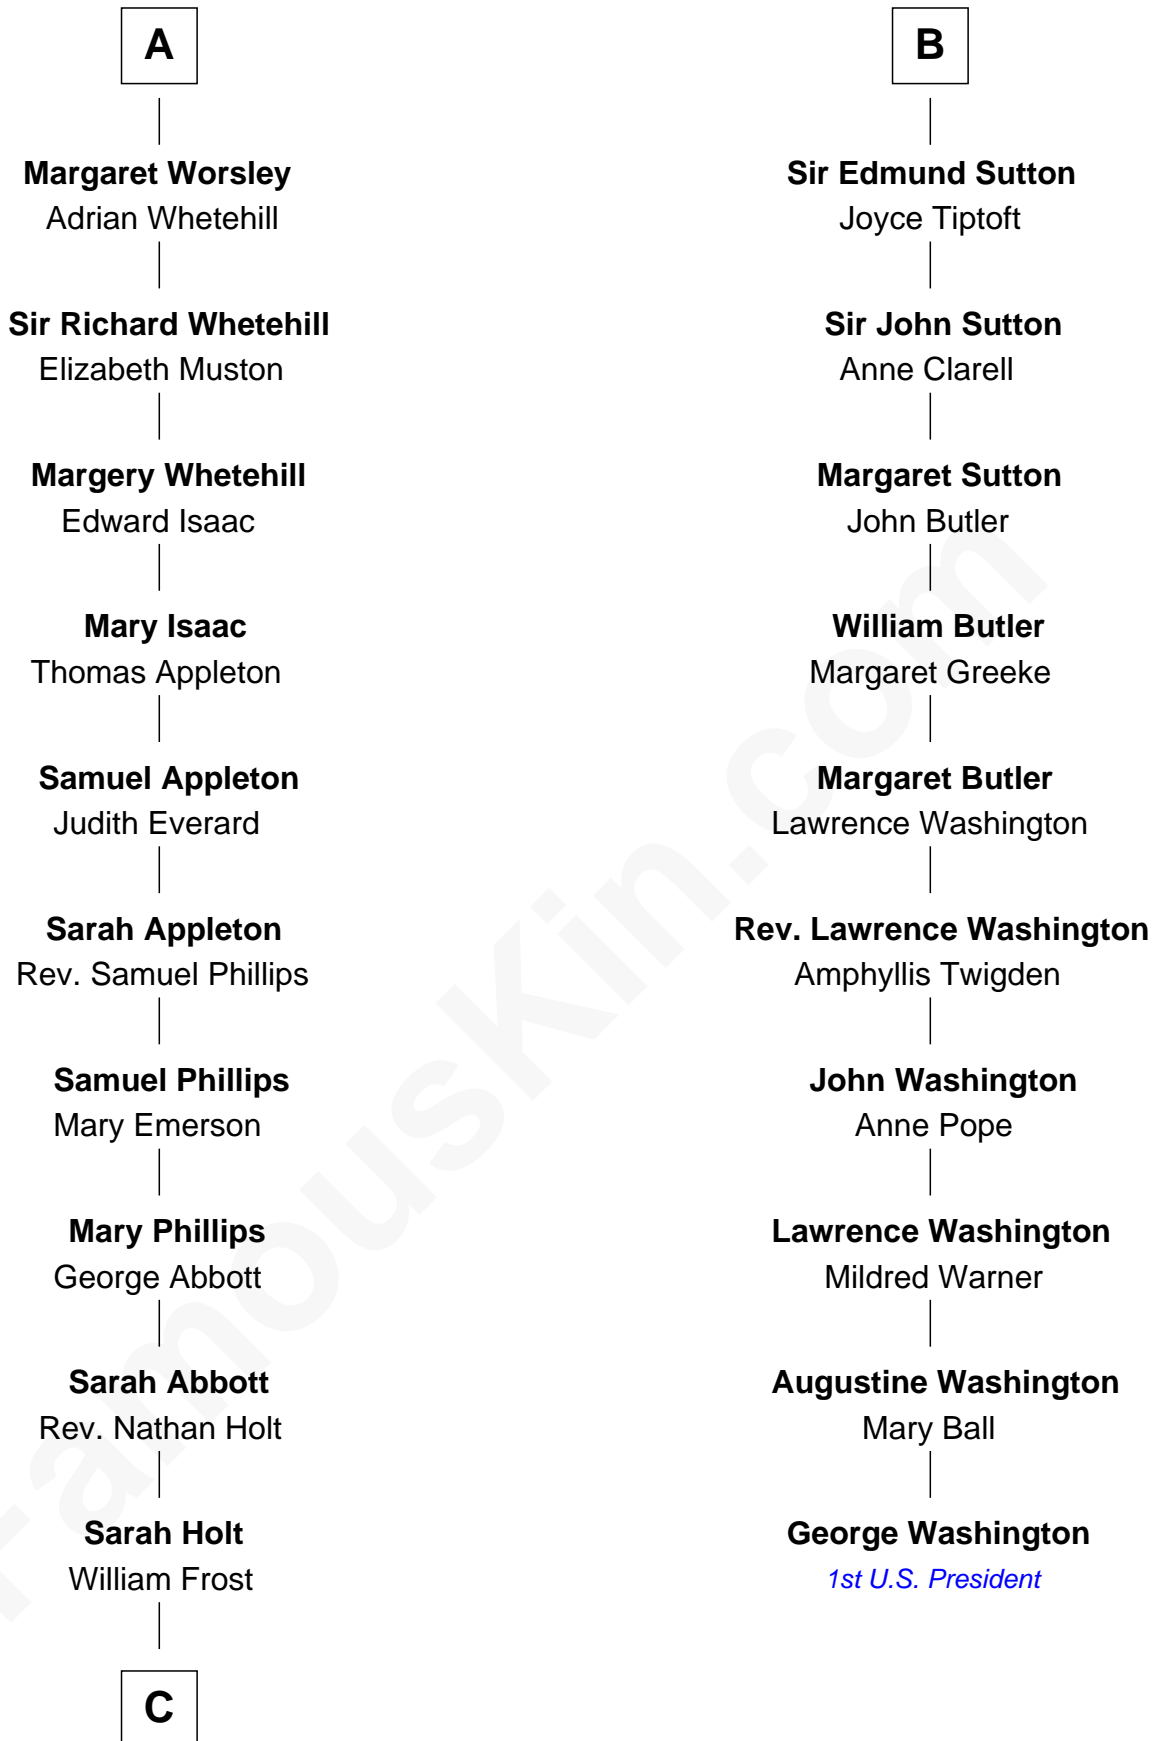 A
Margaret Worsley
Adrian Whetehill
Sir Richard Whetehill
Elizabeth Muston
Margery Whetehill
Edward Isaac
Mary Isaac
Thomas Appleton
Samuel Appleton
Judith Everard
Sarah Appleton
Rev. Samuel Phillips
Samuel Phillips
Mary Emerson
Mary Phillips
George Abbott
Sarah Abbott
Rev. Nathan Holt
Sarah Holt
William Frost
C
B
Sir Edmund Sutton
Joyce Tiptoft
Sir John Sutton
Anne Clarell
Margaret Sutton
John Butler
William Butler
Margaret Greeke
Margaret Butler
Lawrence Washington
Rev. Lawrence Washington
Amphyllis Twigden
John Washington
Anne Pope
Lawrence Washington
Mildred Warner
Augustine Washington
Mary Ball
George Washington
1st U.S. President
FamousKin.com